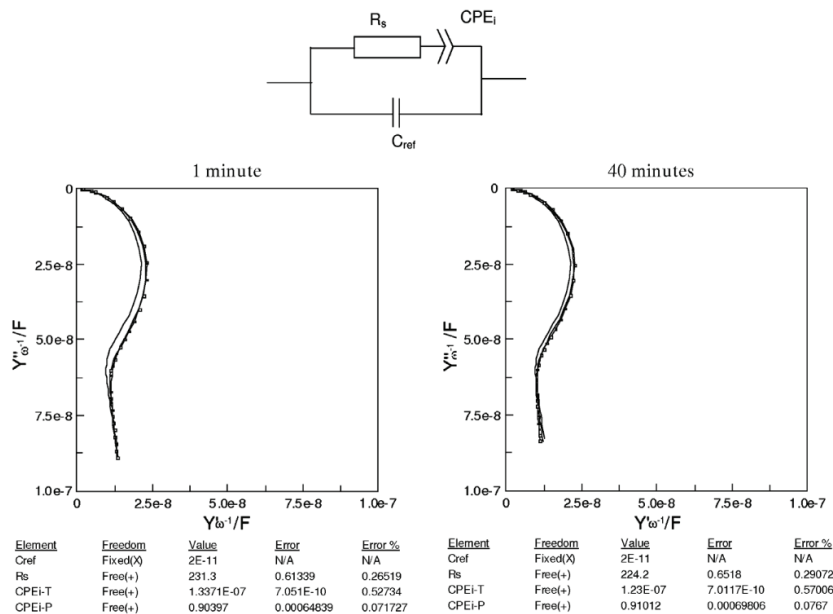 Rs
CPEi
Cref
1 minute
40 minutes
0
2.5e-8
5.0e-8
7.5e-8
1.0e-7
Y''ω⁻¹/F
0 2.5e-8 5.0e-8 7.5e-8 1.0e-7
Y'ω⁻¹/F
0
2.5e-8
5.0e-8
7.5e-8
1.0e-7
Y''ω⁻¹/F
0 2.5e-8 5.0e-8 7.5e-8 1.0e-7
Y'ω⁻¹/F
Element Freedom Value Error Error %
Cref Fixed(X) 2E-11 N/A N/A
Rs Free(+) 231.3 0.61339 0.26519
CPEi-T Free(+) 1.3371E-07 7.051E-10 0.52734
CPEi-P Free(+) 0.90397 0.00064839 0.071727
Element Freedom Value Error Error %
Cref Fixed(X) 2E-11 N/A N/A
Rs Free(+) 224.2 0.6518 0.29072
CPEi-T Free(+) 1.23E-07 7.0117E-10 0.57006
CPEi-P Free(+) 0.91012 0.00069806